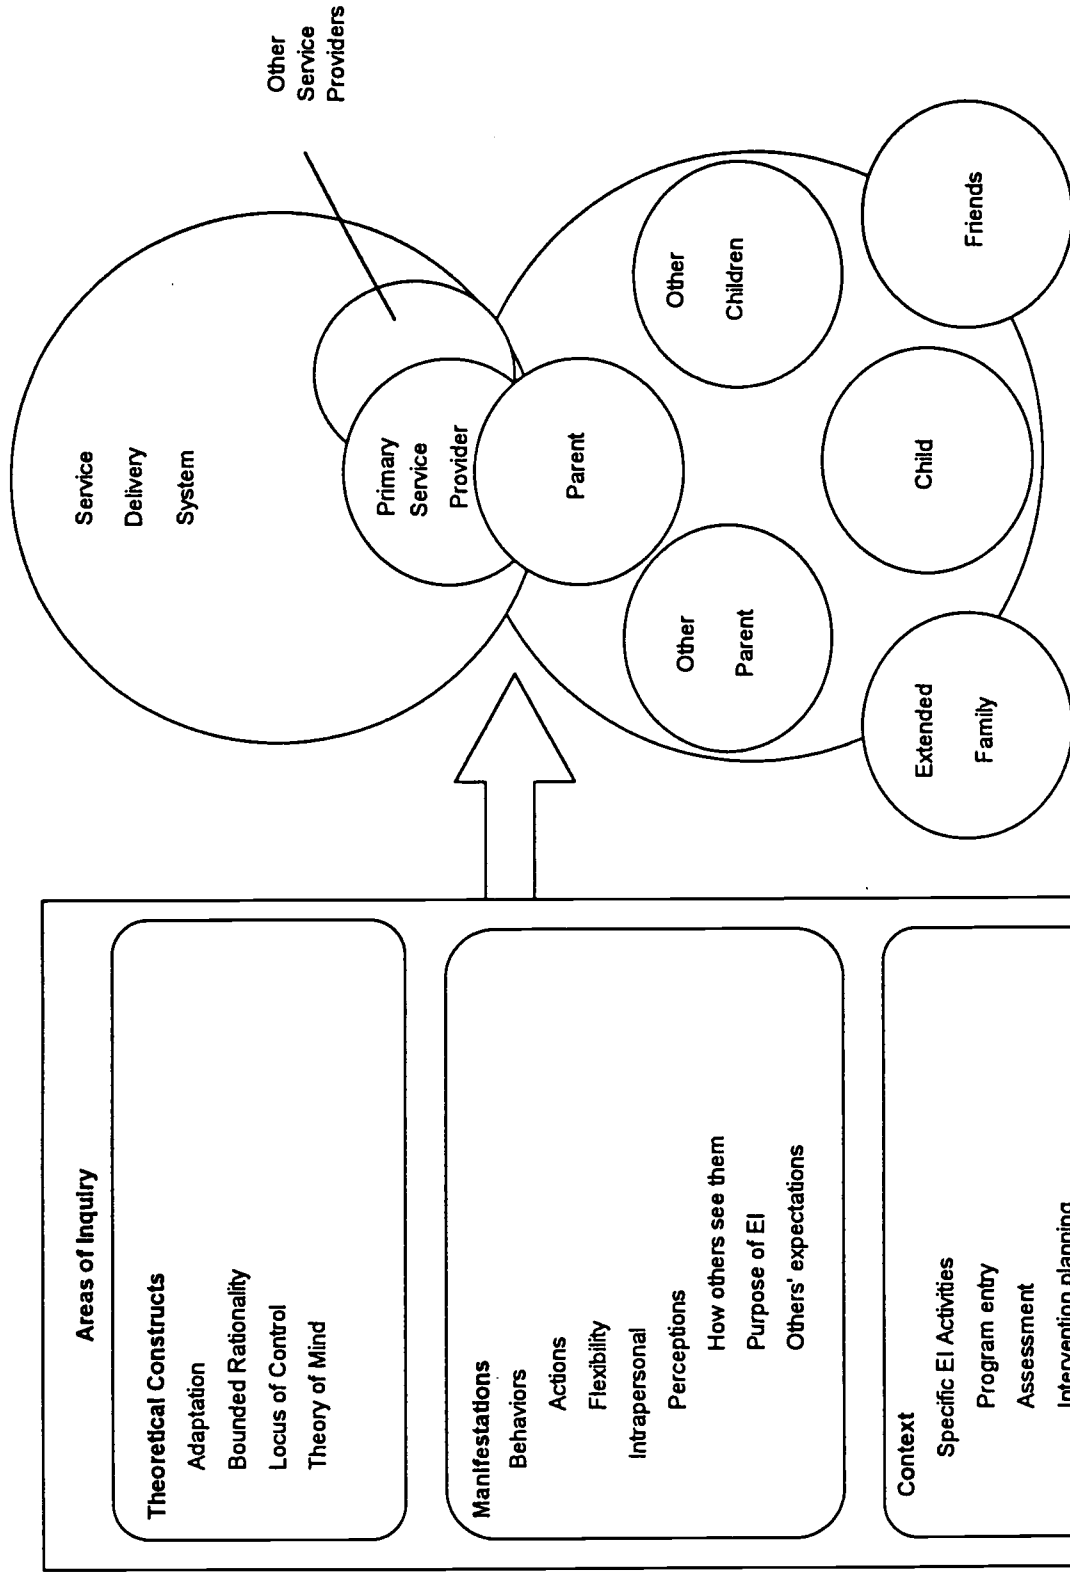 Areas of Inquiry
Theoretical Constructs
Adaptation
Bounded Rationality
Locus of Control
Theory of Mind
Manifestations
Behaviors
Actions
Flexibility
Intrapersonal
Perceptions
How others see them
Purpose of EI
Others' expectations
Context
Specific EI Activities
Program entry
Assessment
Intervention planning
Service
Delivery
System
Other
Service
Providers
Primary
Service
Provider
Parent
Other
Parent
Other
Children
Child
Extended
Family
Friends